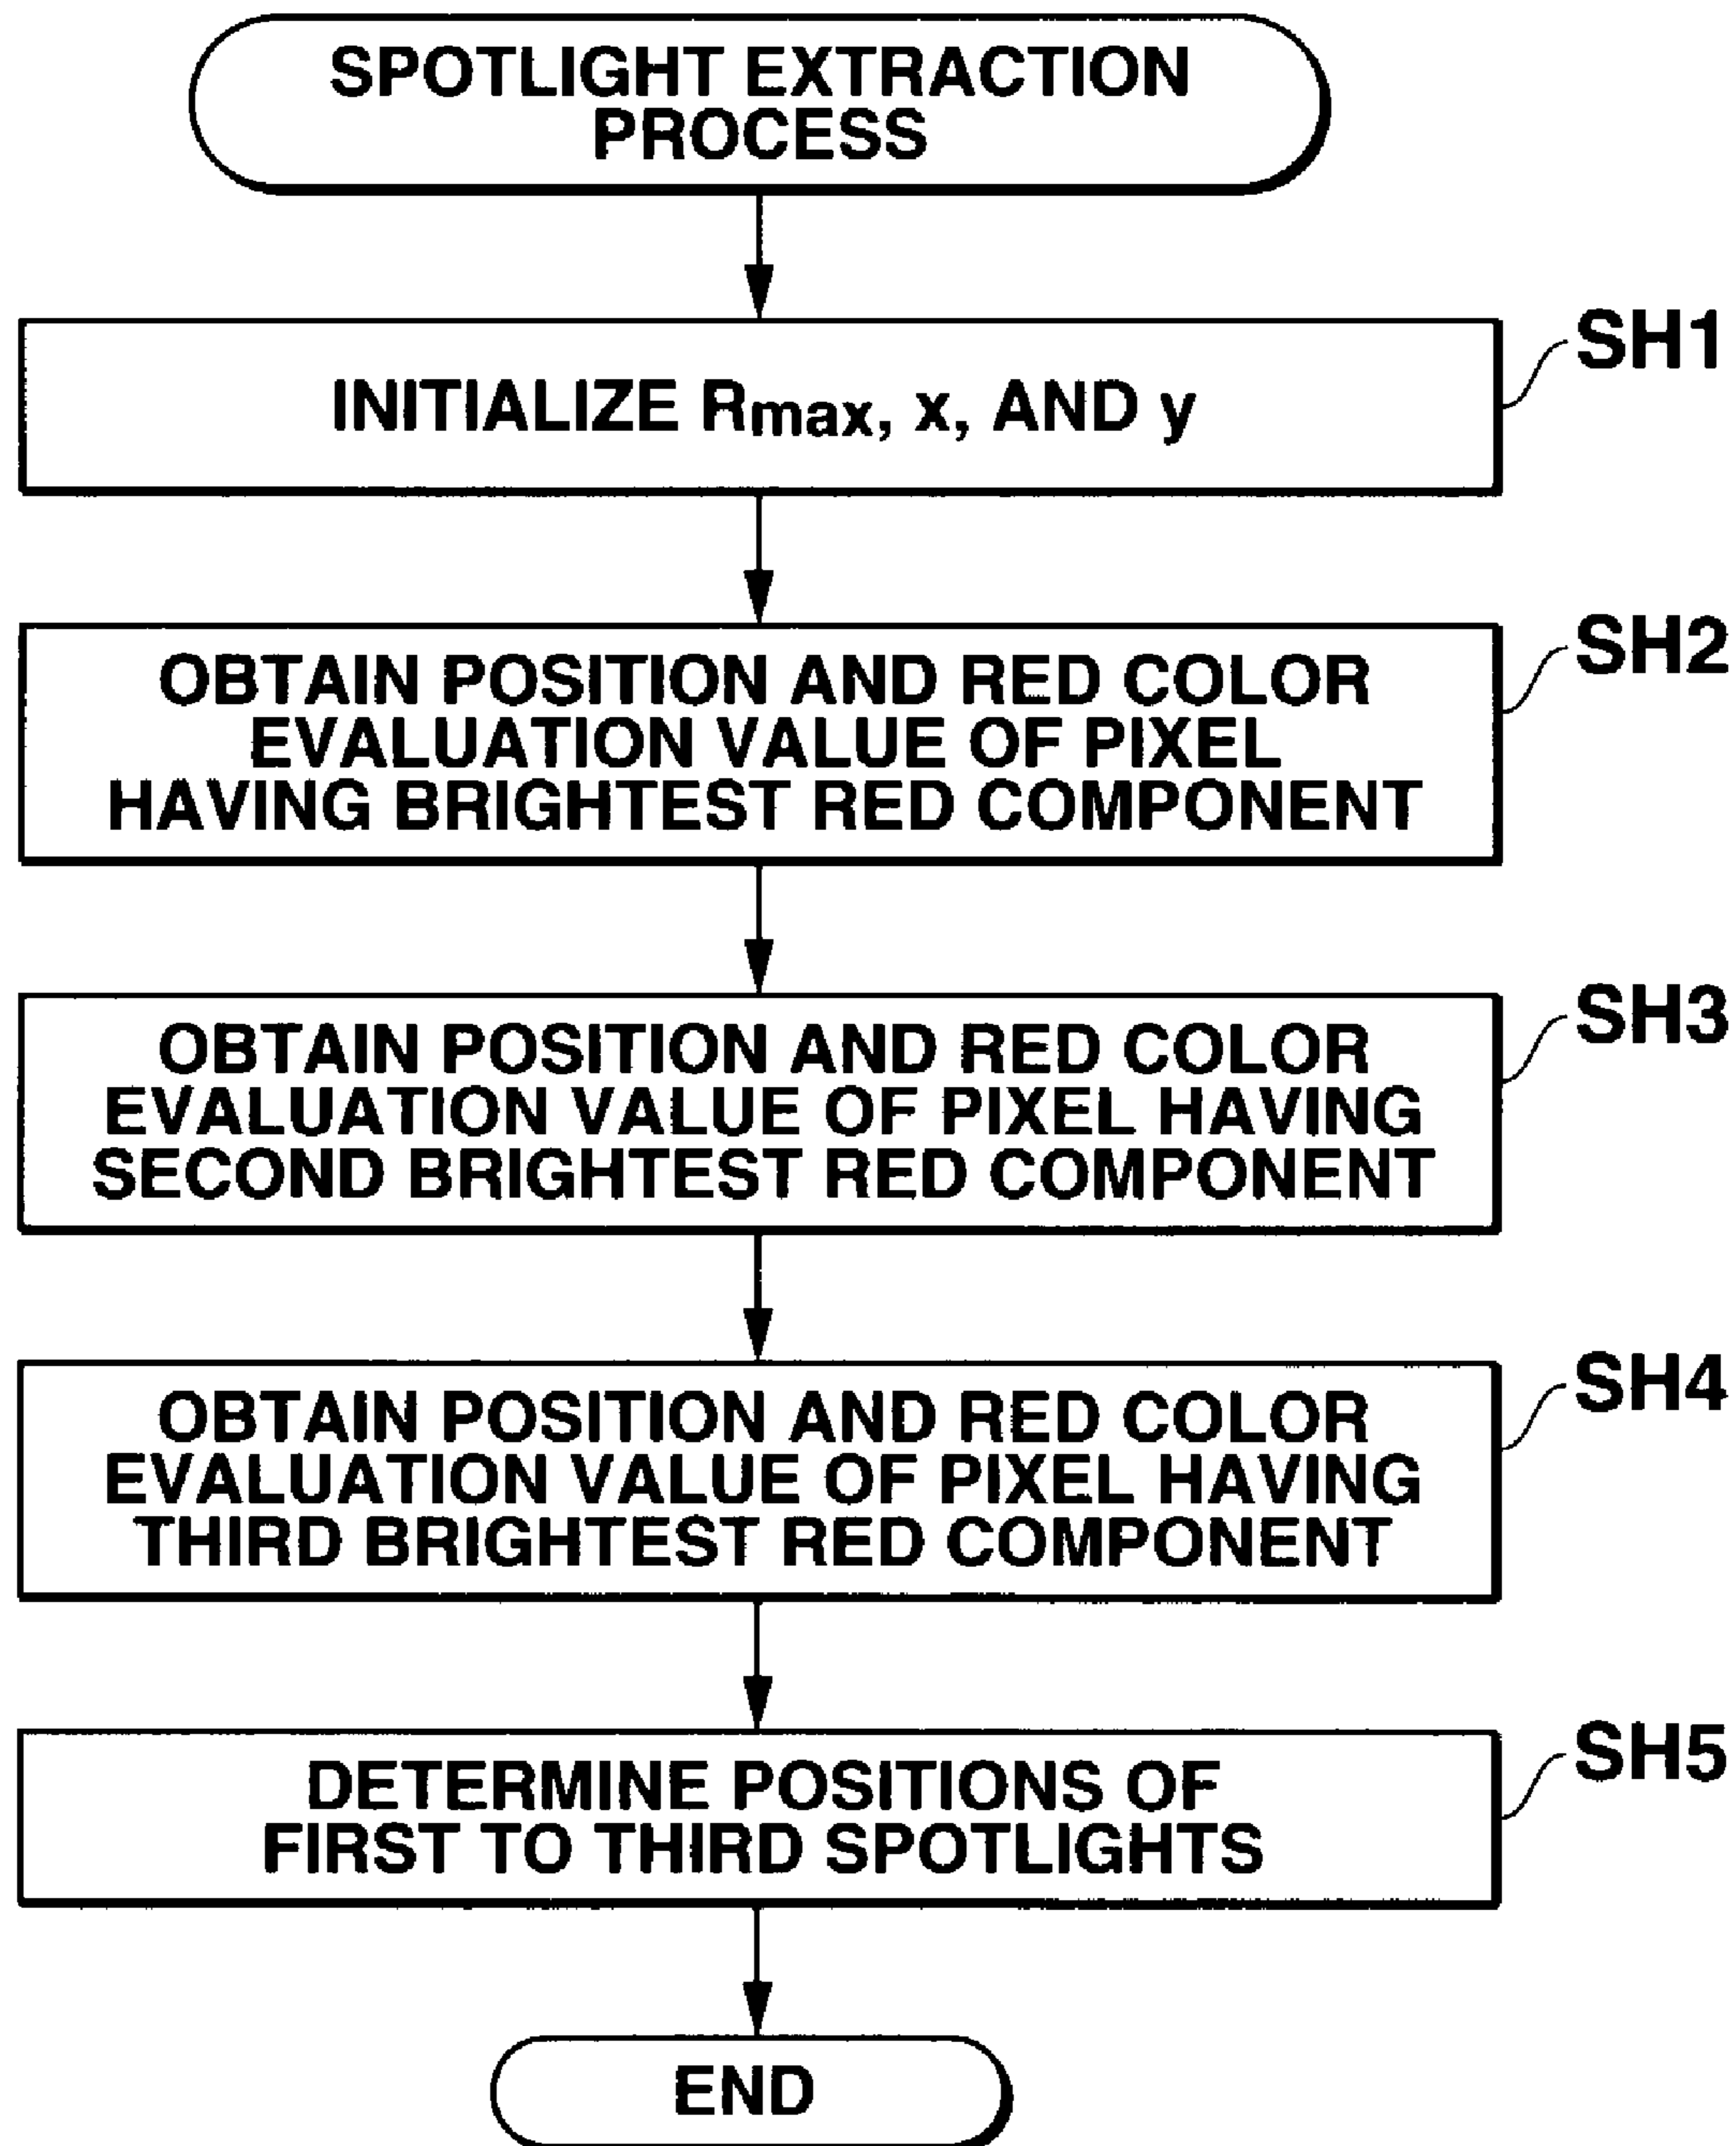 SPOTLIGHT EXTRACTION
PROCESS
SH1
INITIALIZE Rmax, x, AND y
SH2
OBTAIN POSITION AND RED COLOR
EVALUATION VALUE OF PIXEL
HAVING BRIGHTEST RED COMPONENT
SH3
OBTAIN POSITION AND RED COLOR
EVALUATION VALUE OF PIXEL HAVING
SECOND BRIGHTEST RED COMPONENT
SH4
OBTAIN POSITION AND RED COLOR
EVALUATION VALUE OF PIXEL HAVING
THIRD BRIGHTEST RED COMPONENT
SH5
DETERMINE POSITIONS OF
FIRST TO THIRD SPOTLIGHTS
END